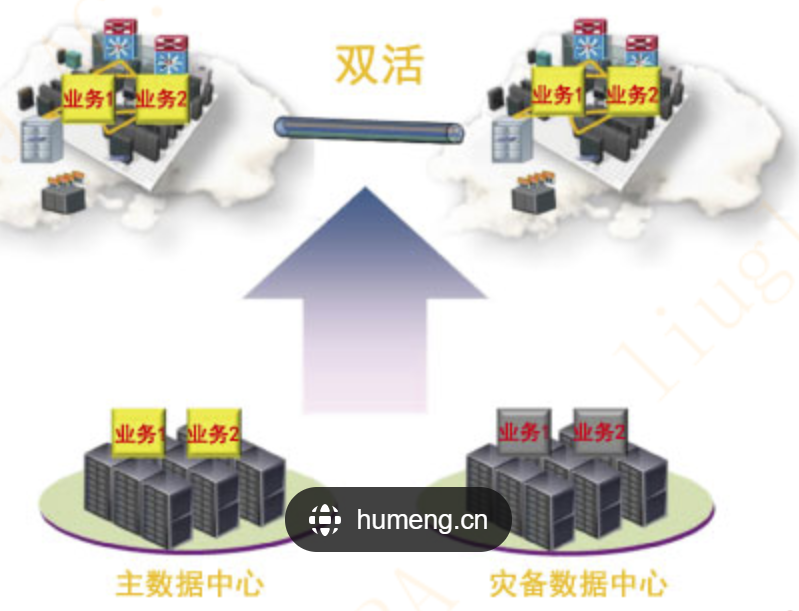 双活
业务1 业务2
业务1 业务2
业务1 业务2
业务1 业务2
humeng.cn
主数据中心
灾备数据中心
liugl